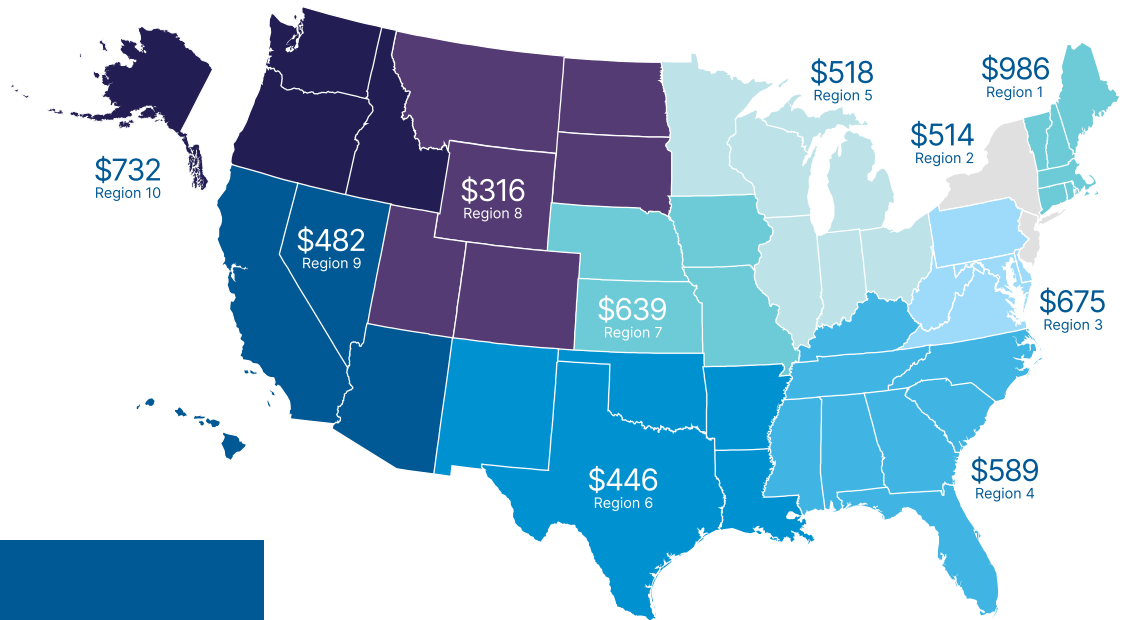 $518
Region 5
$986
Region 1
$514
Region 2
$732
Region 10
$316
Region 8
$482
Region 9
$639
Region 7
$675
Region 3
$446
Region 6
$589
Region 4